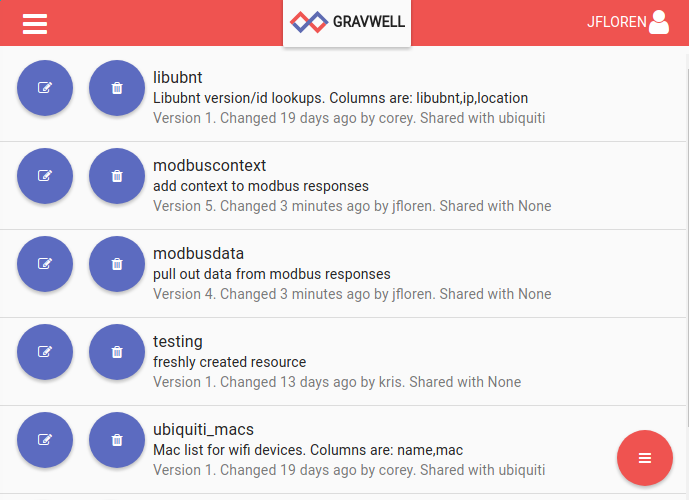 GRAVWELL
JFLOREN
libubnt
Libubnt version/id lookups. Columns are: libubnt,ip,location
Version 1. Changed 19 days ago by corey. Shared with ubiquiti
modbuscontext
add context to modbus responses
Version 5. Changed 3 minutes ago by jfloren. Shared with None
modbusdata
pull out data from modbus responses
Version 4. Changed 3 minutes ago by jfloren. Shared with None
testing
freshly created resource
Version 1. Changed 13 days ago by kris. Shared with None
ubiquiti_macs
Mac list for wifi devices. Columns are: name,mac
Version 1. Changed 19 days ago by corey. Shared with ubiquiti